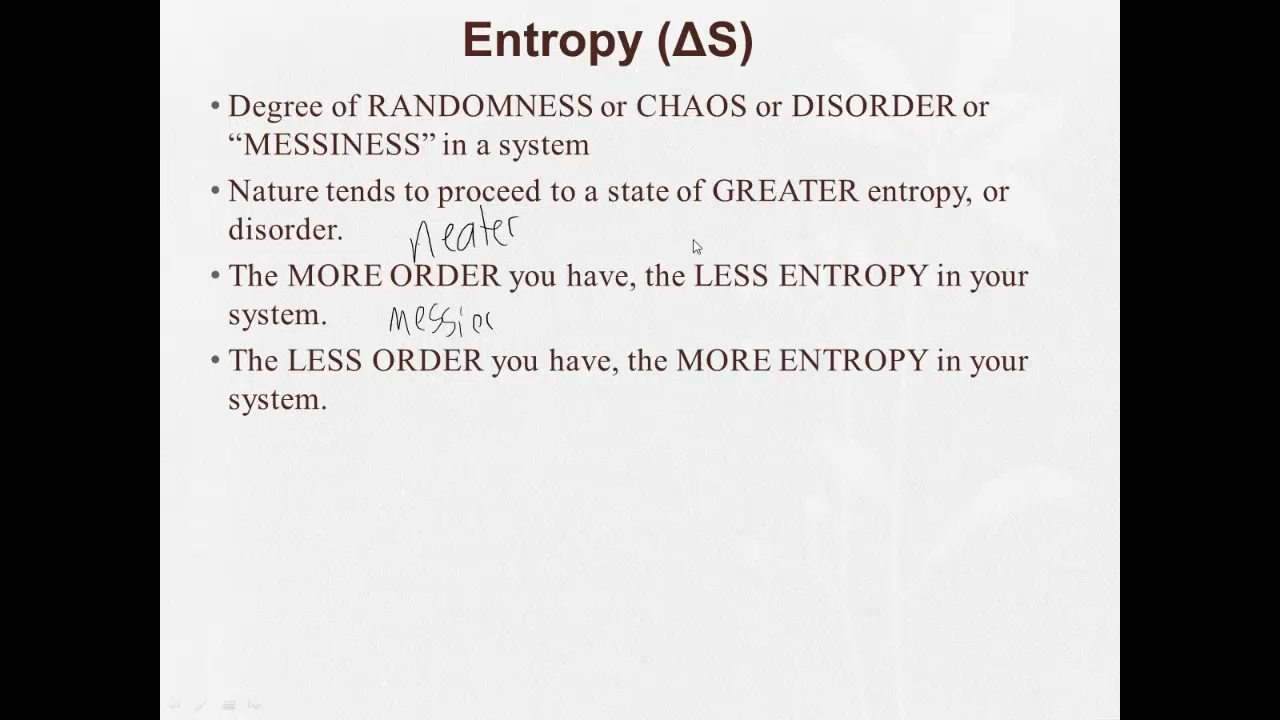 Entropy (ΔS)
• Degree of RANDOMNESS or CHAOS or DISORDER or
“MESSINESS” in a system
• Nature tends to proceed to a state of GREATER entropy, or
disorder.
neater
• The MORE ORDER you have, the LESS ENTROPY in your
system.
messier
• The LESS ORDER you have, the MORE ENTROPY in your
system.